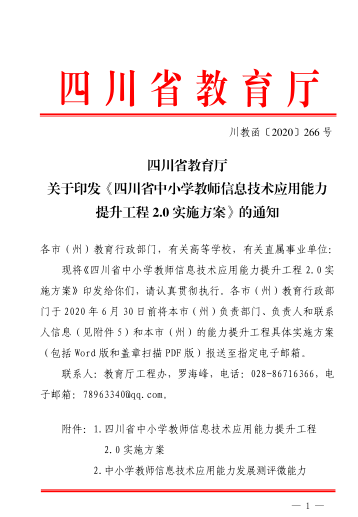 四川省教育厅
川教函〔2020〕266 号
四川省教育厅
关于印发《四川省中小学教师信息技术应用能力
提升工程 2.0 实施方案》的通知
各市（州）教育行政部门，有关高等学校，有关直属事业单位：
现将《四川省中小学教师信息技术应用能力提升工程 2.0 实
施方案》印发给你们，请认真贯彻执行。各市（州）教育行政部
门于 2020 年 6 月 30 日前将本市（州）负责部门、负责人和联系
人信息（见附件 5）和本市（州）的能力提升工程具体实施方案
（包括 Word 版和盖章扫描 PDF 版）报送至指定电子邮箱。
联系人：教育厅工程办，罗海峰，电话：028-86716366，电
子邮箱：78963340@qq.com。
附件：1.四川省中小学教师信息技术应用能力提升工程
2.0 实施方案
2.中小学教师信息技术应用能力发展测评微能力
— 1 —